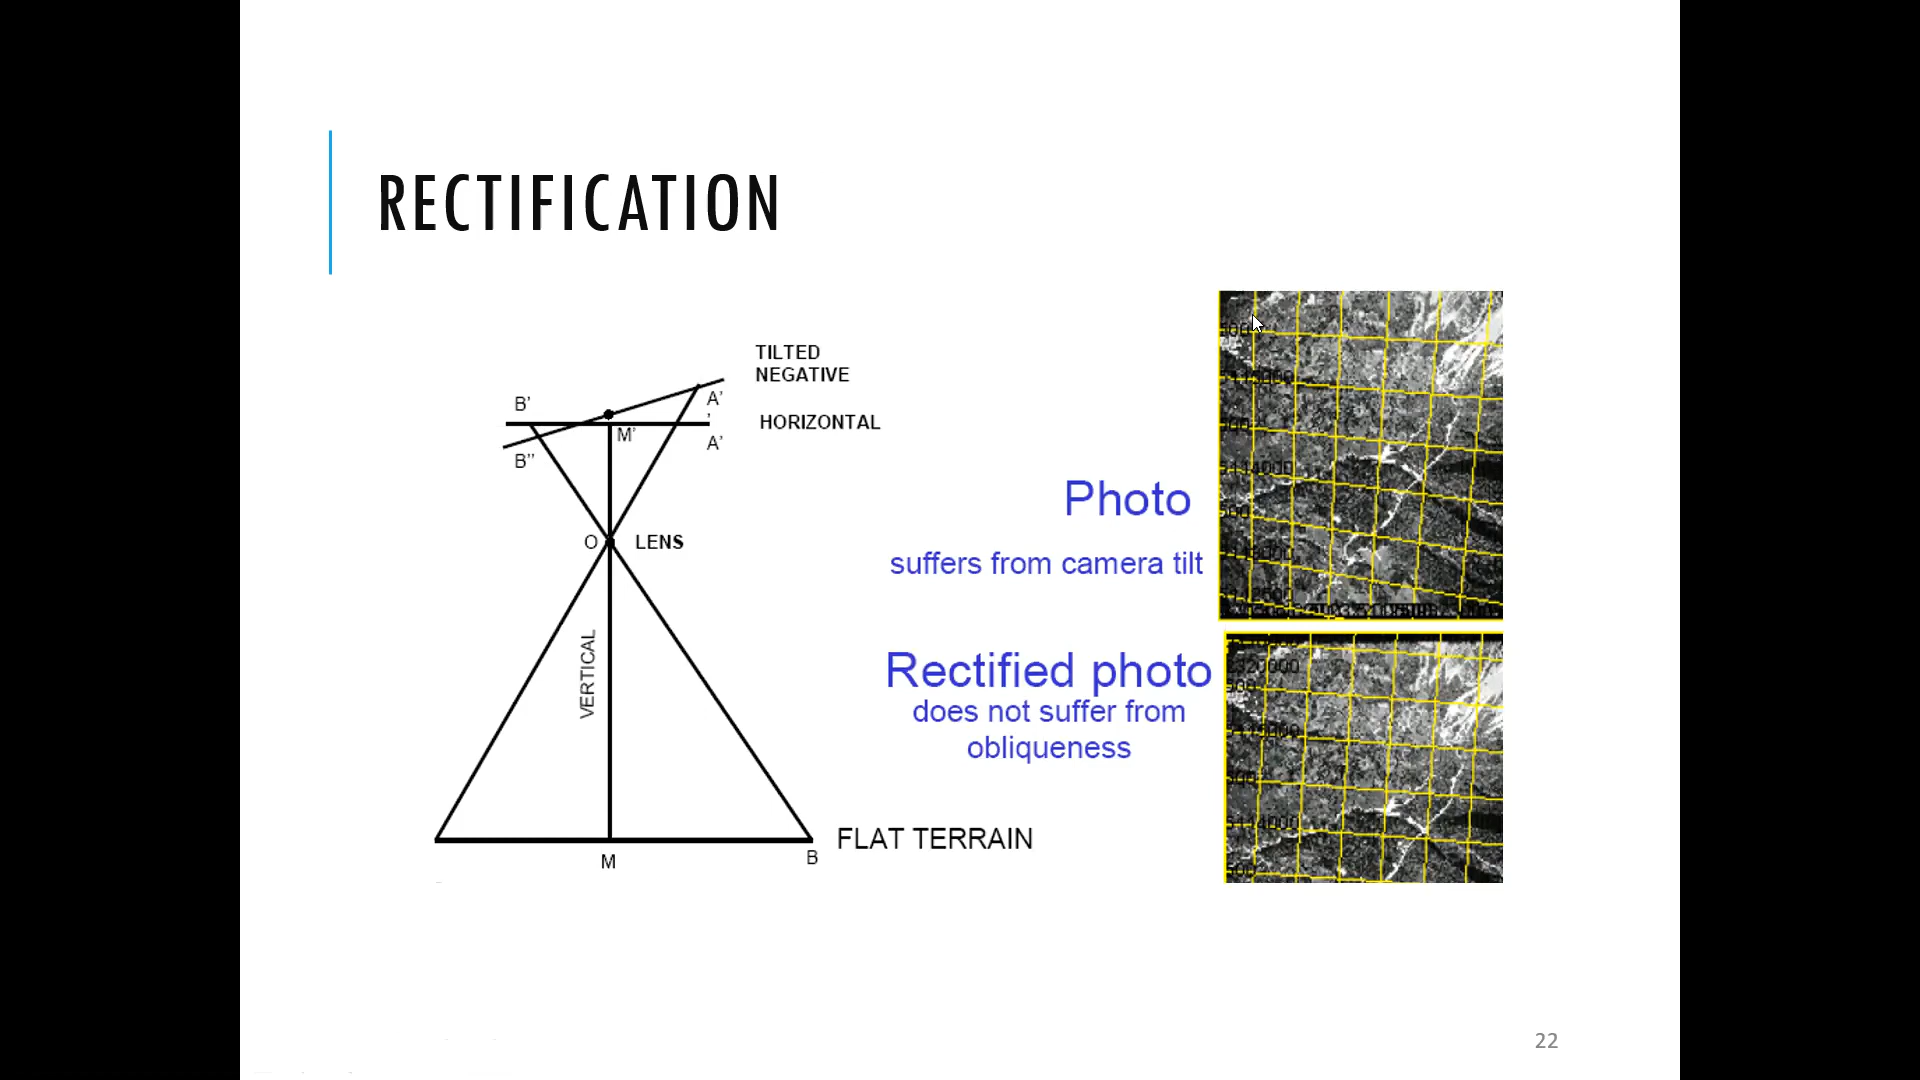 RECTIFICATION
TILTED
NEGATIVE
B'
A'
'
HORIZONTAL
M'
A'
B''
O
LENS
VERTICAL
M
B
FLAT TERRAIN
Photo
suffers from camera tilt
Rectified photo
does not suffer from
obliqueness
22